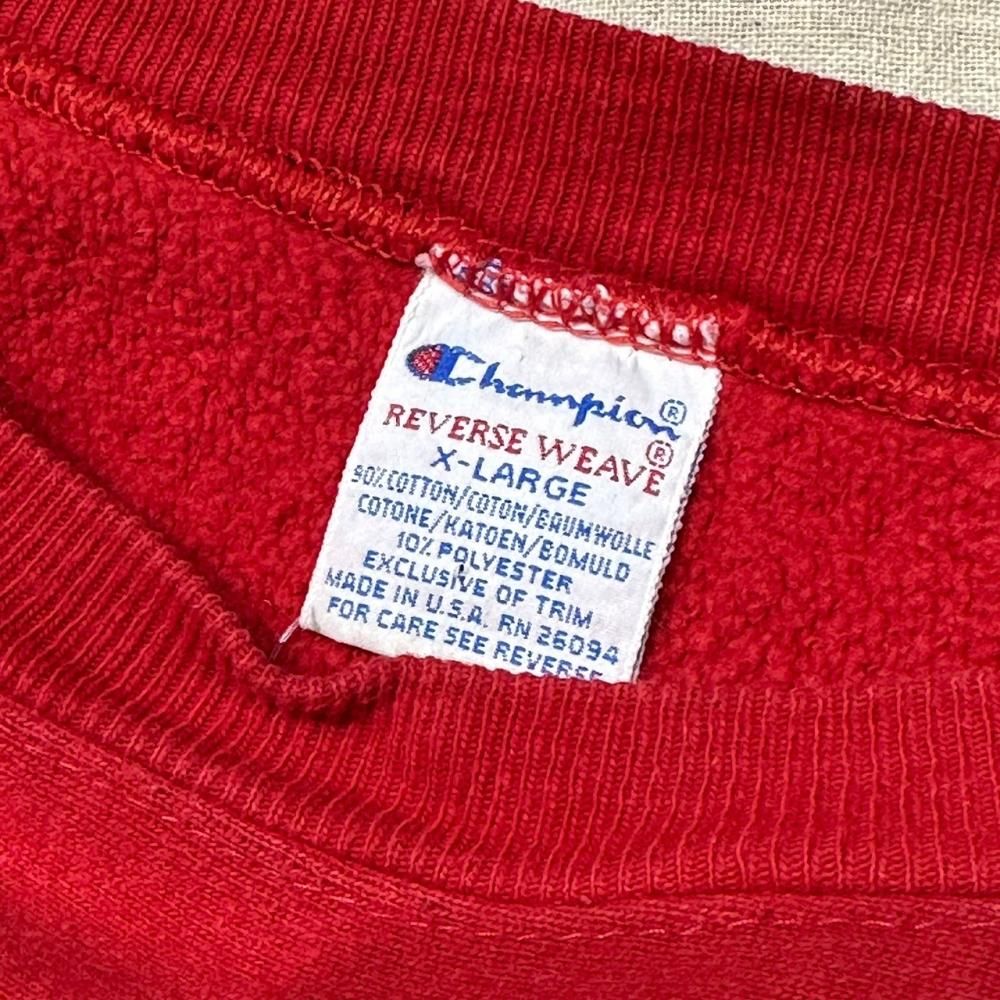 Champion®
REVERSE WEAVE®
X-LARGE
90% COTTON/COTON/BAUMWOLLE
COTONE/KATOEN/BOMULD
10% POLYESTER
EXCLUSIVE OF TRIM
MADE IN U.S.A. RN 26094
FOR CARE SEE REVERSE